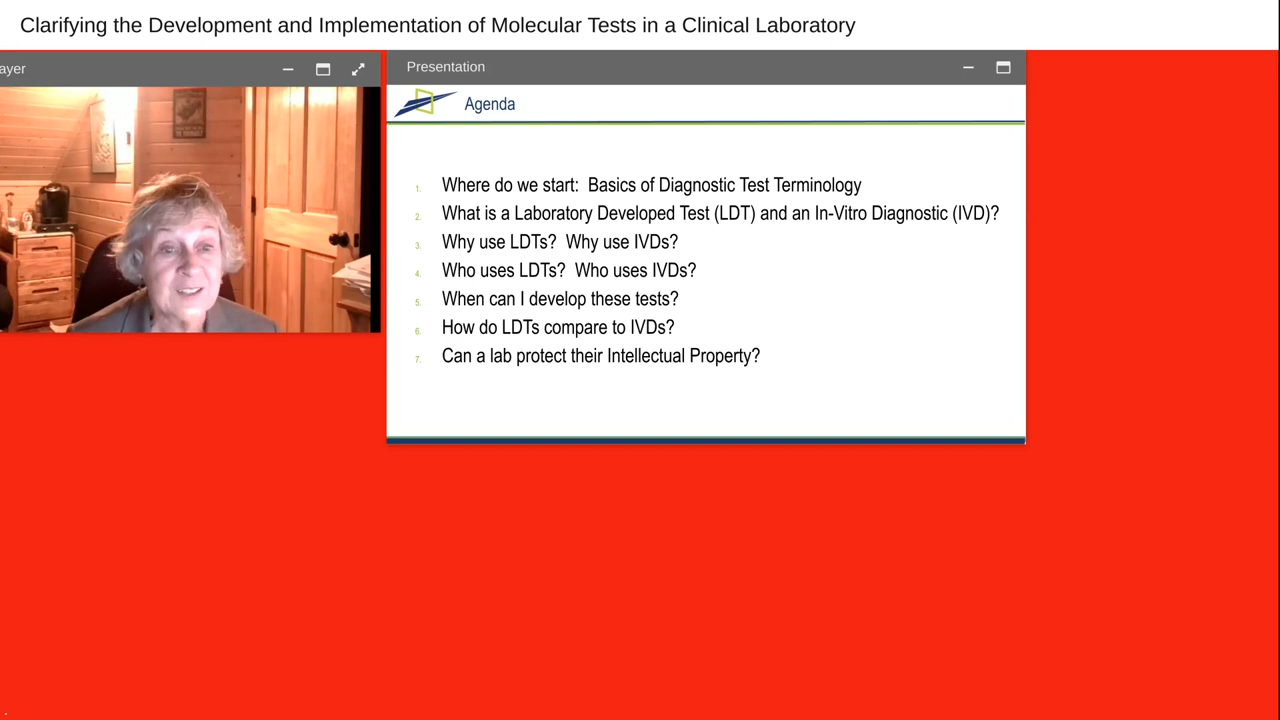 Clarifying the Development and Implementation of Molecular Tests in a Clinical Laboratory
ayer
Presentation
Agenda
1. Where do we start: Basics of Diagnostic Test Terminology
2. What is a Laboratory Developed Test (LDT) and an In-Vitro Diagnostic (IVD)?
3. Why use LDTs? Why use IVDs?
4. Who uses LDTs? Who uses IVDs?
5. When can I develop these tests?
6. How do LDTs compare to IVDs?
7. Can a lab protect their Intellectual Property?